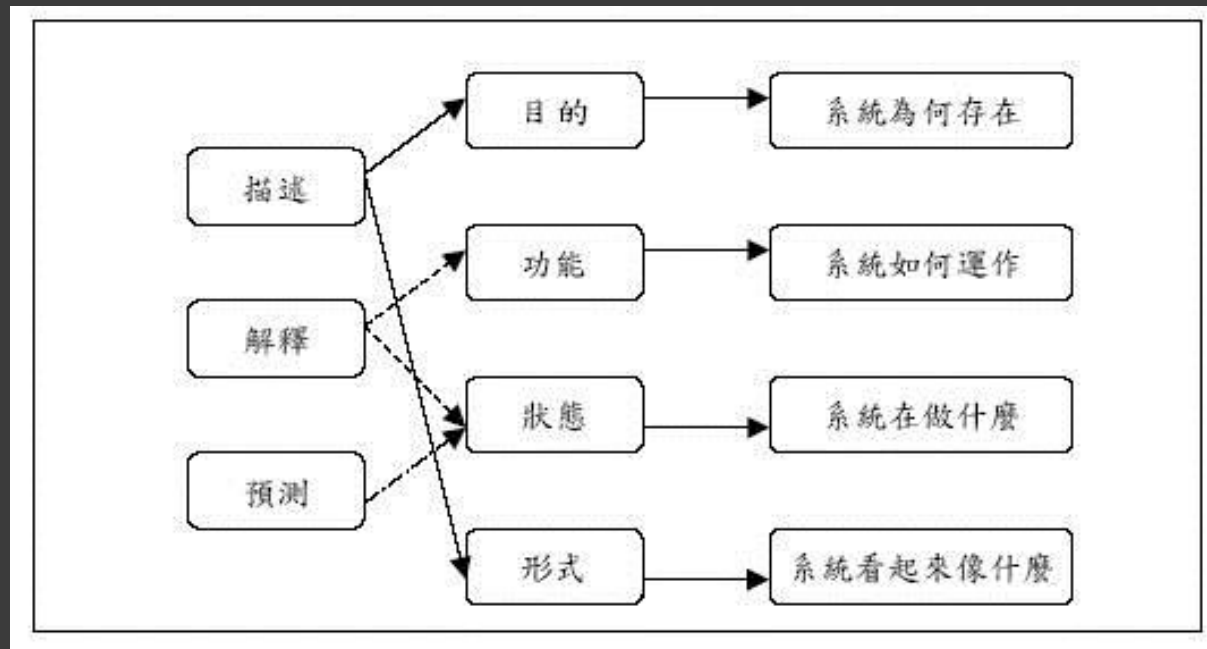 目的
系統為何存在
描述
功能
系統如何運作
解釋
狀態
系統在做什麼
預測
形式
系統看起來像什麼